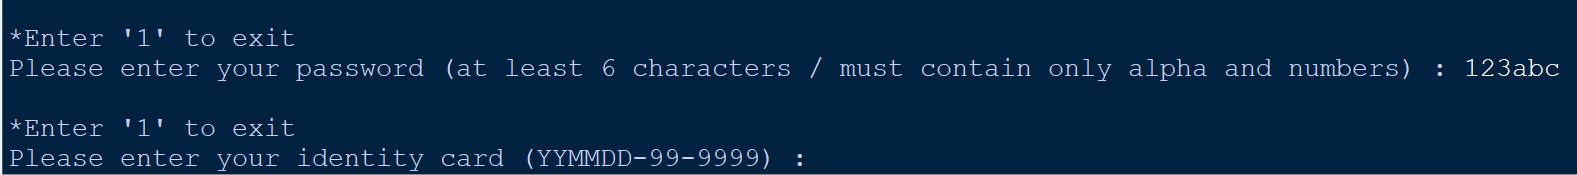 *Enter '1' to exit
Please enter your password (at least 6 characters / must contain only alpha and numbers) : 123abc
*Enter '1' to exit
Please enter your identity card (YYMMDD-99-9999) :